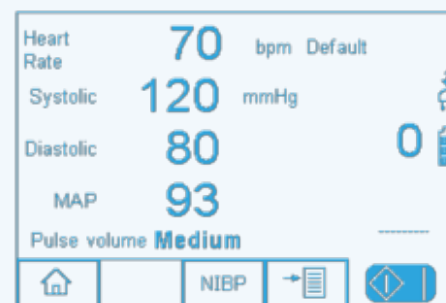 Heart Rate 70 bpm Default
Systolic 120 mmHg
Diastolic 80 0
MAP 93
Pulse volume Medium
NIBP